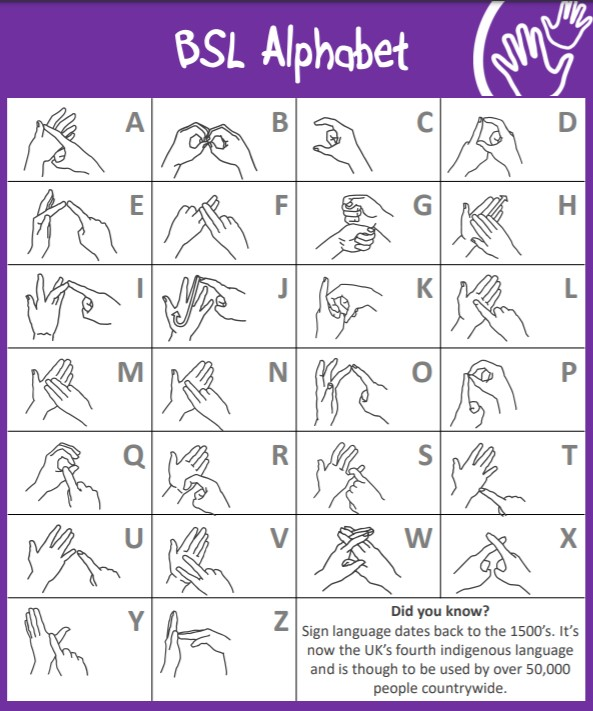 BSL Alphabet
A B C D
E F G H
I J K L
M N O P
Q R S T
U V W X
Y Z
Did you know?
Sign language dates back to the 1500's. It's
now the UK's fourth indigenous language
and is though to be used by over 50,000
people countrywide.